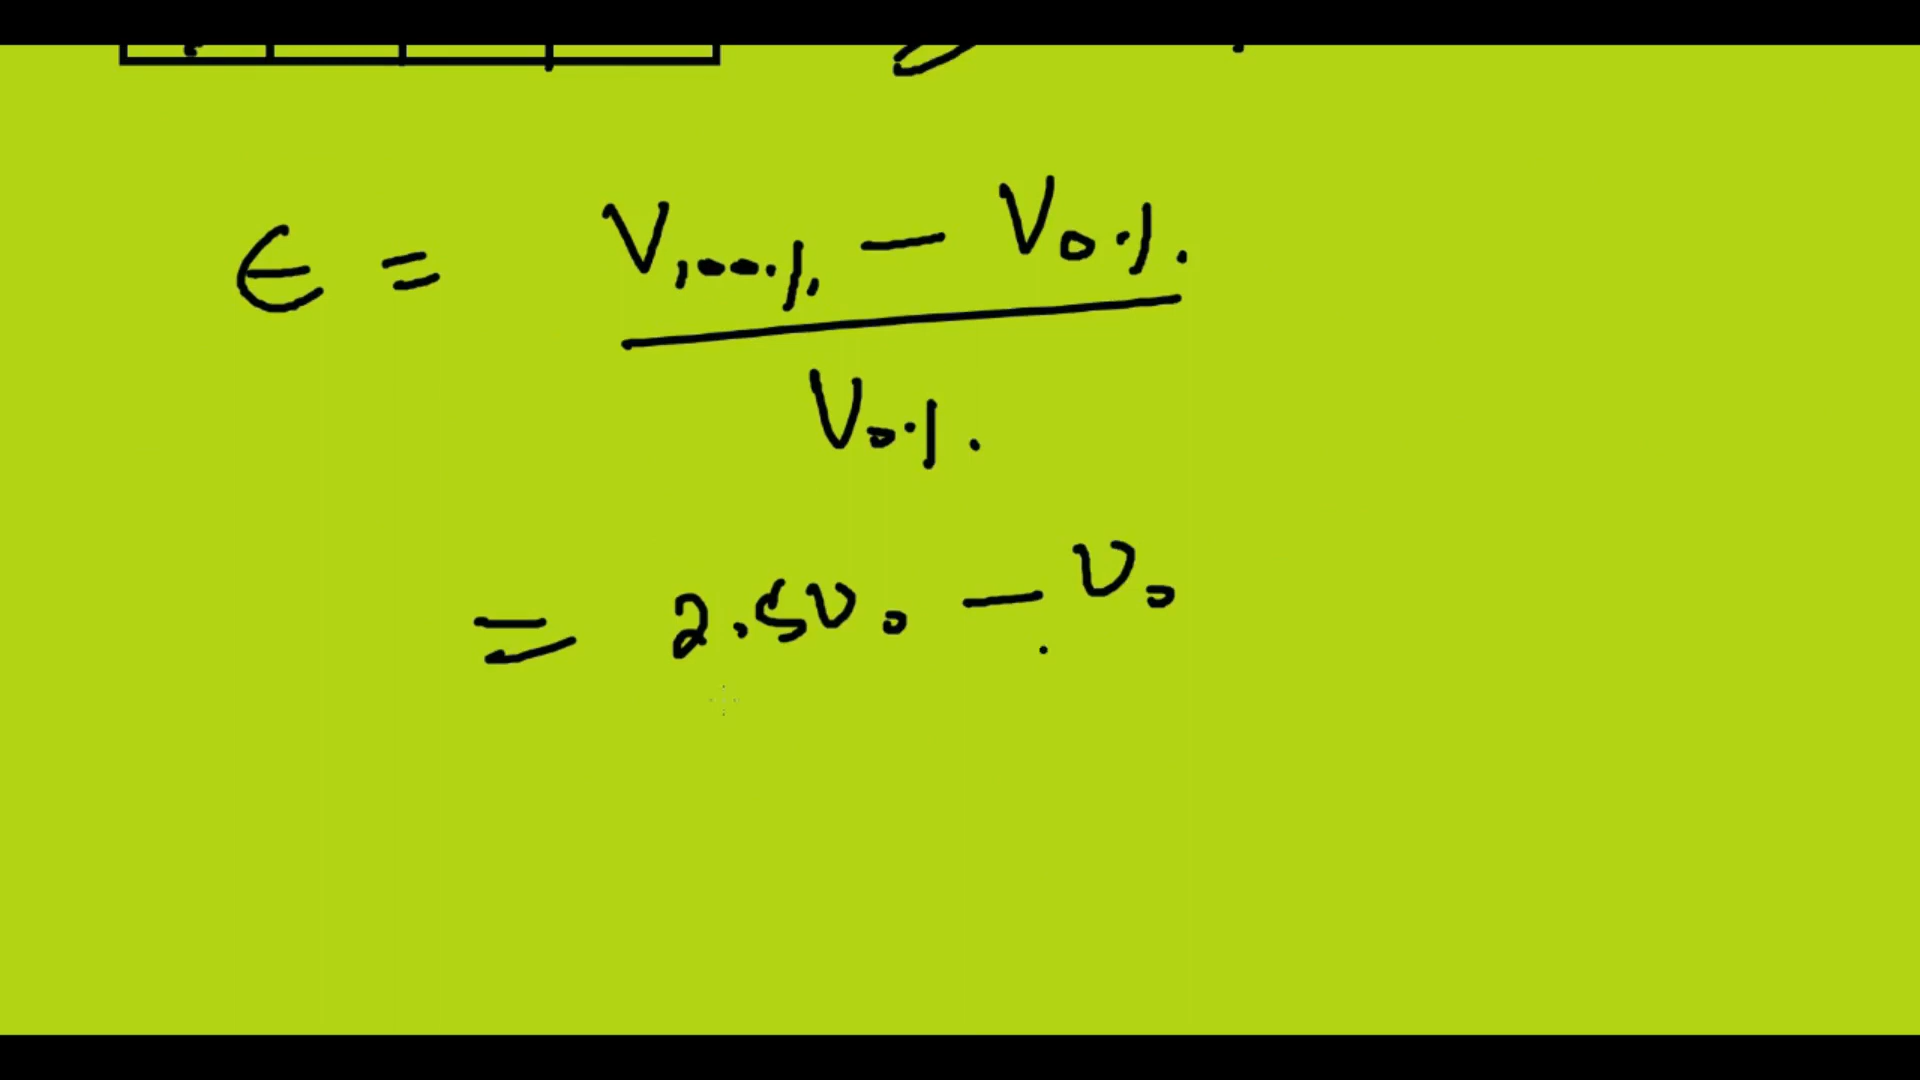 ϵ = V100% - V0%
V0%
= 2.5V0 - V0